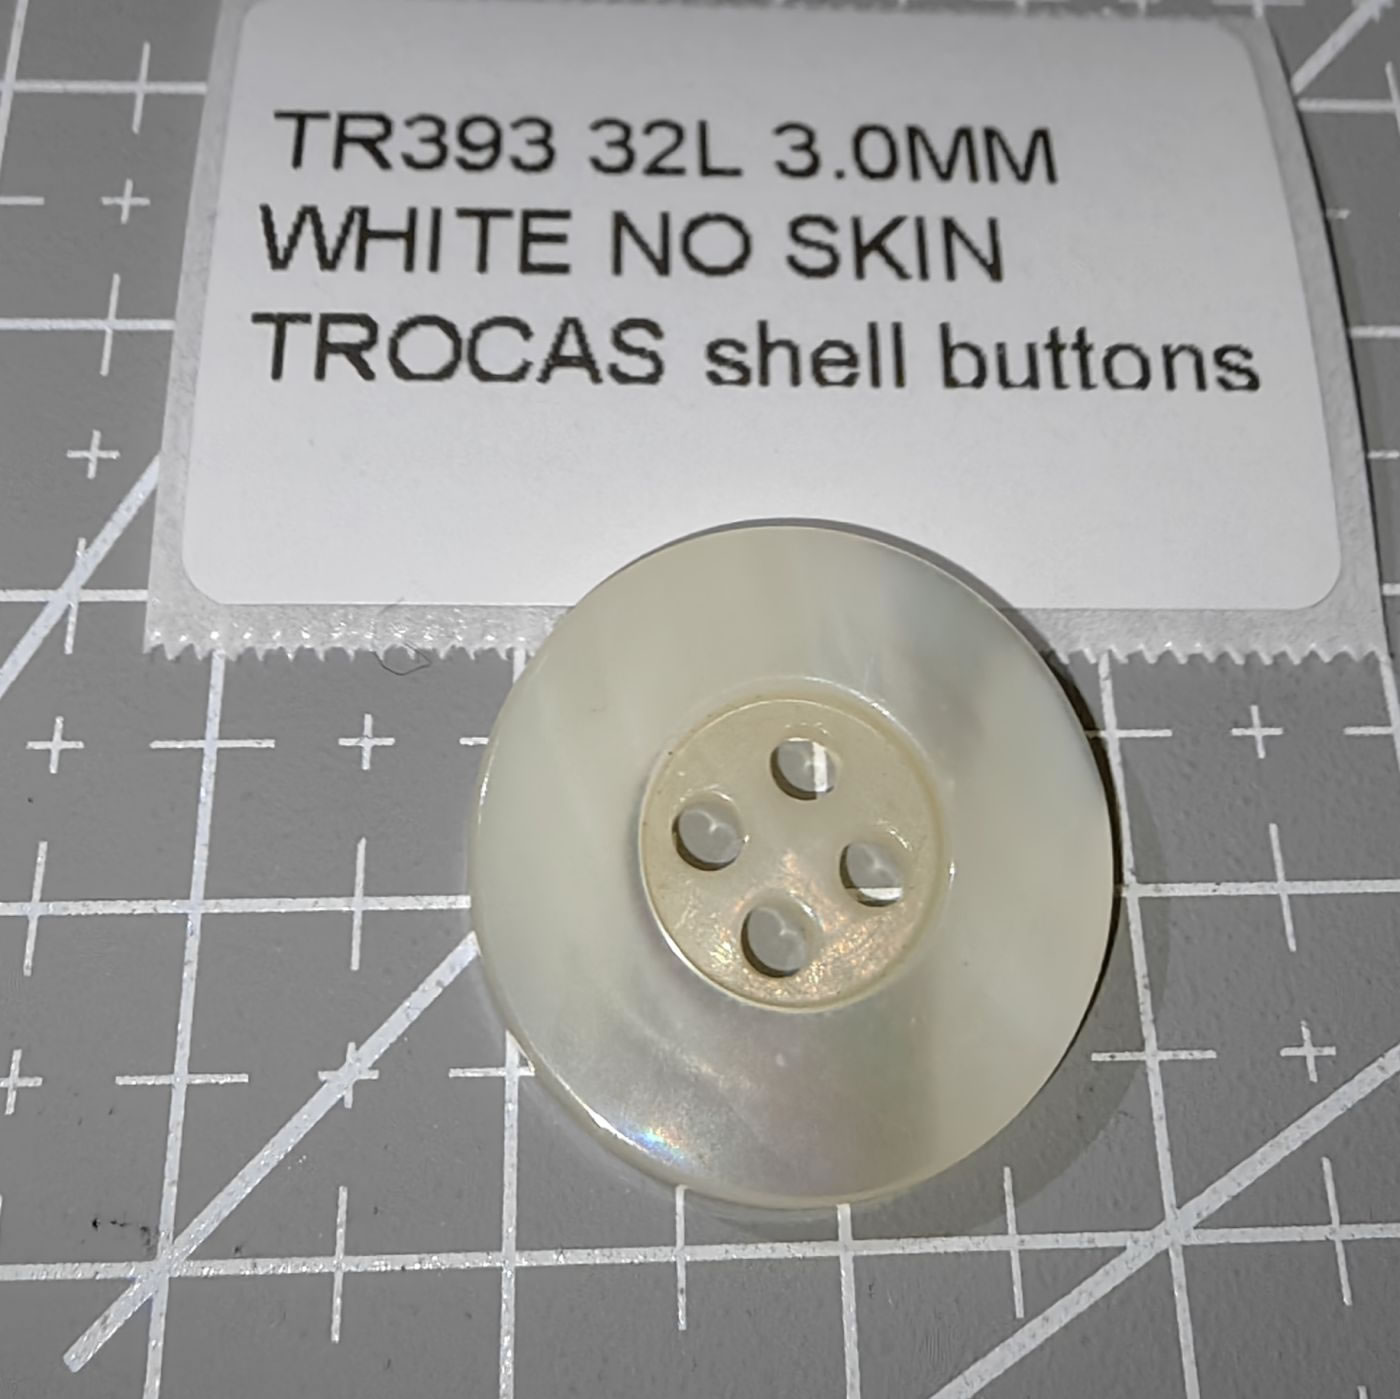 TR393 32L 3.0MM
WHITE NO SKIN
TROCAS shell buttons